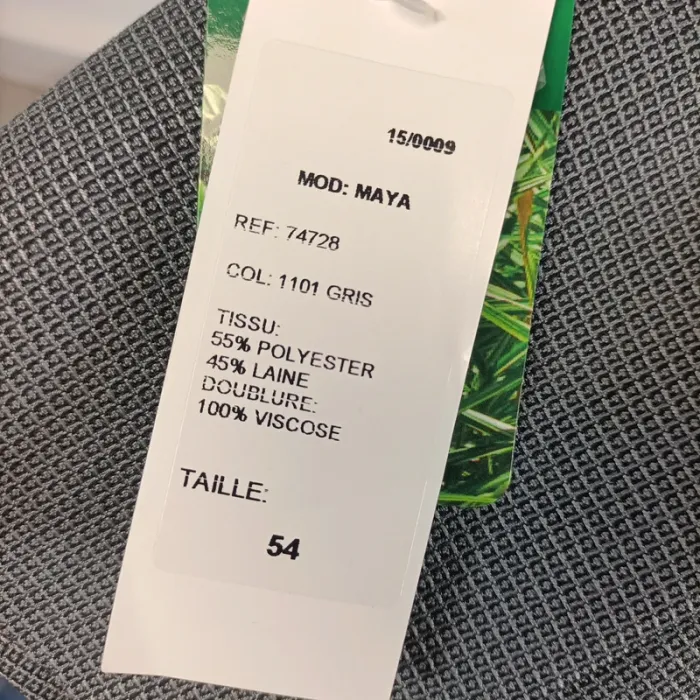 15/0009
MOD: MAYA
REF: 74728
COL: 1101 GRIS
TISSU:
55% POLYESTER
45% LAINE
DOUBLURE:
100% VISCOSE
TAILLE:
54